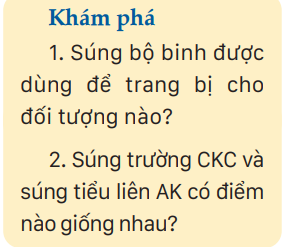 Khám phá
1. Súng bộ binh được
dùng để trang bị cho
đối tượng nào?
2. Súng trường CKC và
súng tiểu liên AK có điểm
nào giống nhau?